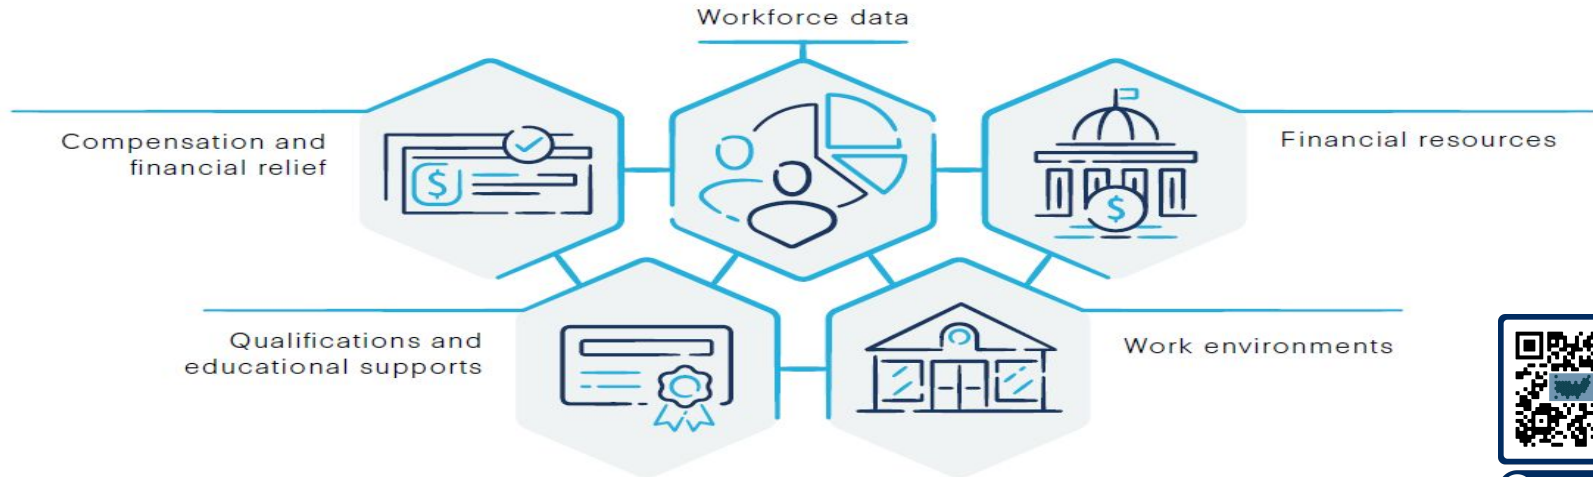 Workforce data
Compensation and
financial relief
$
Financial resources
$
Qualifications and
educational supports
Work environments